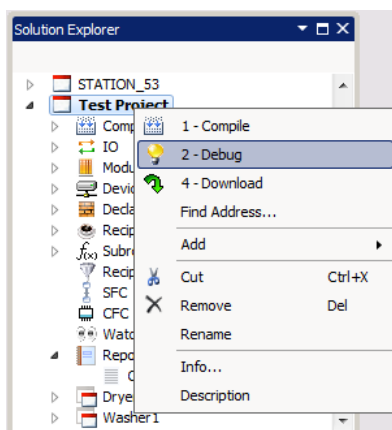 Solution Explorer
STATION_53
Test Project
Comp
1 - Compile
IO
2 - Debug
Modu
4 - Download
Devic
Find Address...
Decla
Recip
Add
f(x) Subro
Recip
Cut Ctrl+X
SFC
Remove Del
CFC
Rename
Watc
Repo
Info...
C
Description
Drye
Washer1